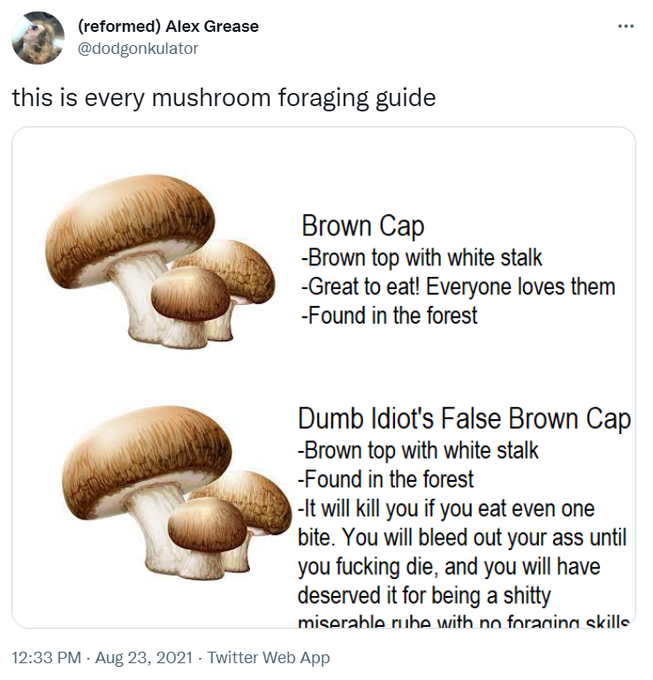 (reformed) Alex Grease
@dodgonkulator
this is every mushroom foraging guide
Brown Cap
-Brown top with white stalk
-Great to eat! Everyone loves them
-Found in the forest
Dumb Idiot's False Brown Cap
-Brown top with white stalk
-Found in the forest
-It will kill you if you eat even one
bite. You will bleed out your ass until
you fucking die, and you will have
deserved it for being a shitty
miserable rube with no foraging skills
12:33 PM · Aug 23, 2021 · Twitter Web App